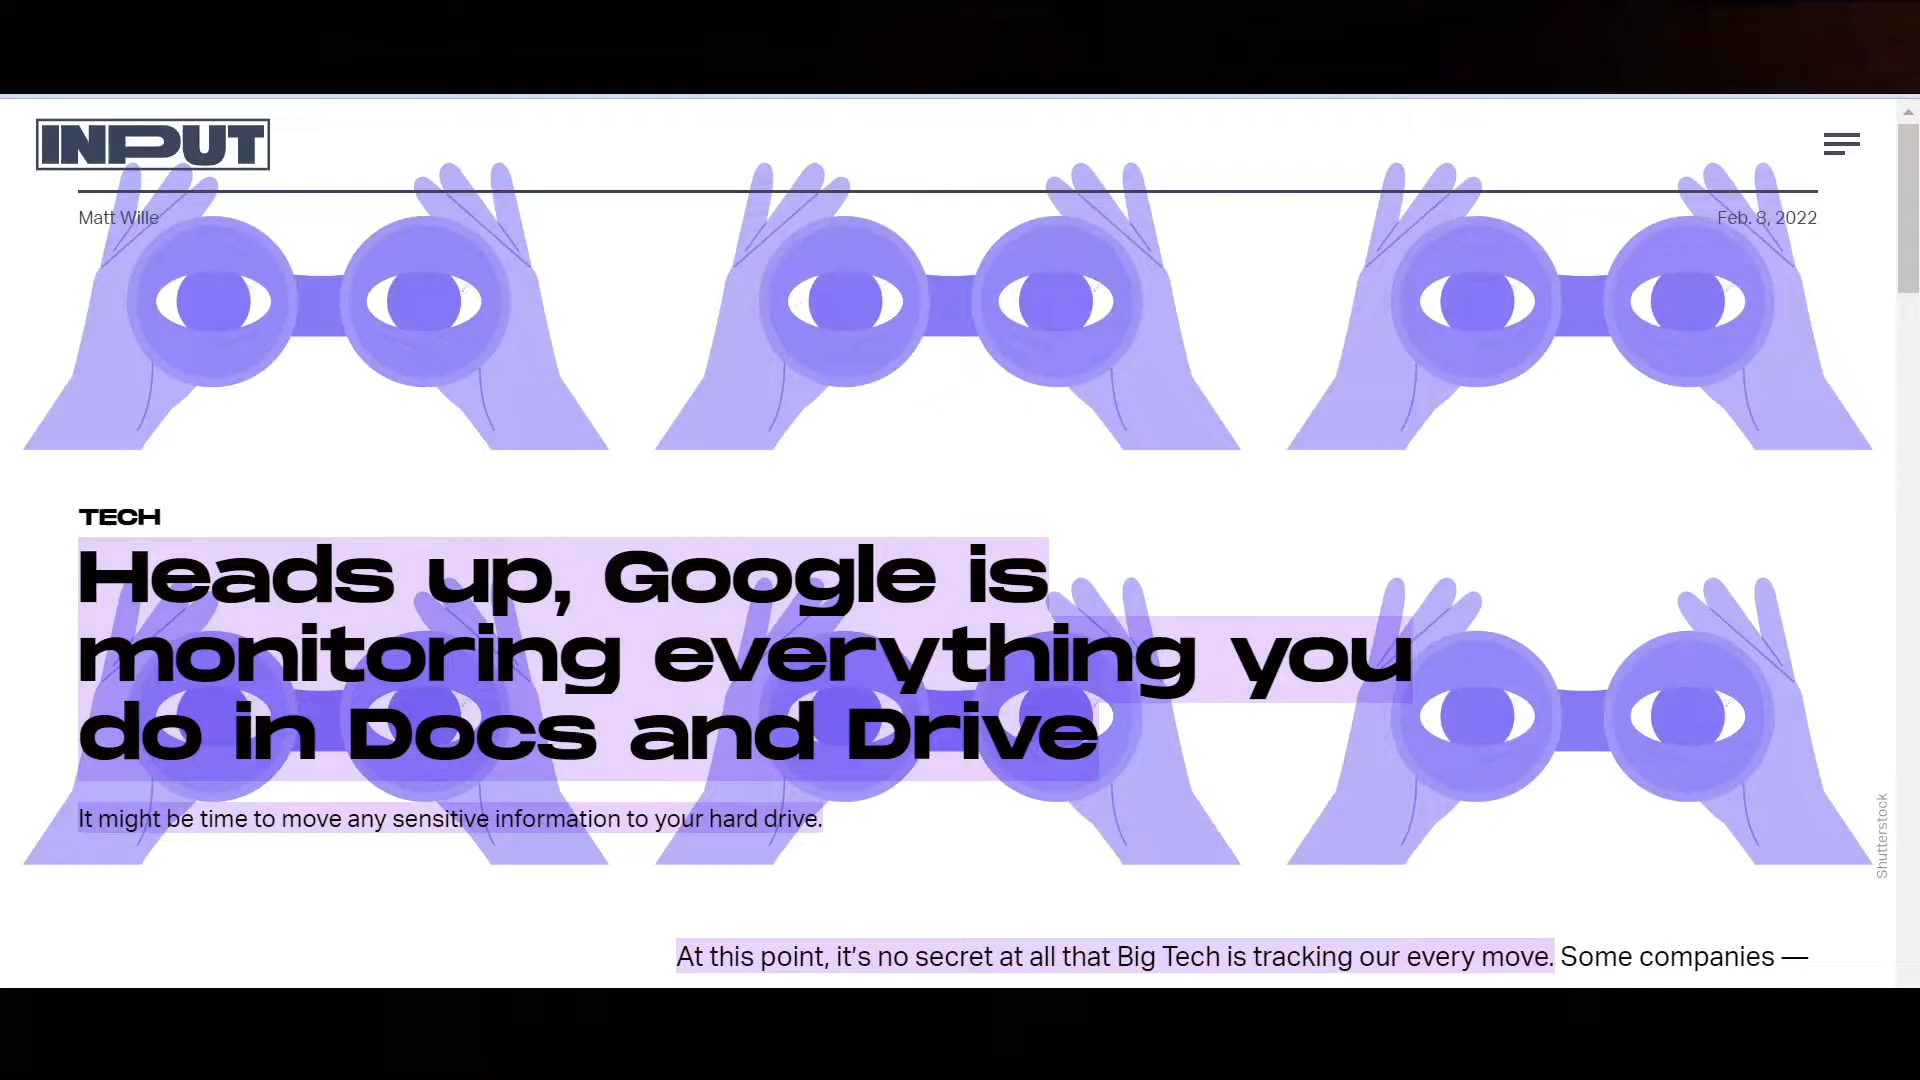 INPUT
Matt Wille
Feb. 8, 2022
TECH
Heads up, Google is
monitoring everything you
do in Docs and Drive
It might be time to move any sensitive information to your hard drive.
Shutterstock
At this point, it's no secret at all that Big Tech is tracking our every move. Some companies —